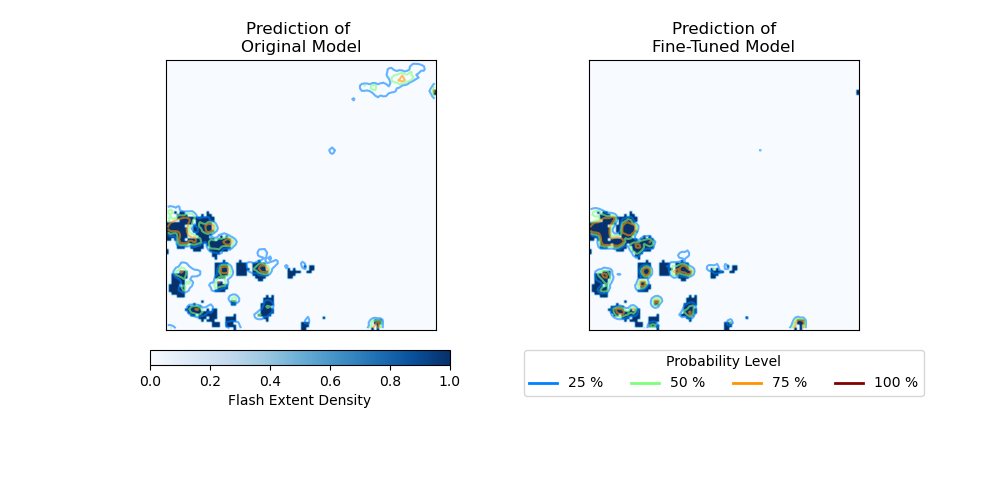 Prediction of
Original Model
Prediction of
Fine-Tuned Model
0.0 0.2 0.4 0.6 0.8 1.0
Flash Extent Density
Probability Level
25 % 50 % 75 % 100 %